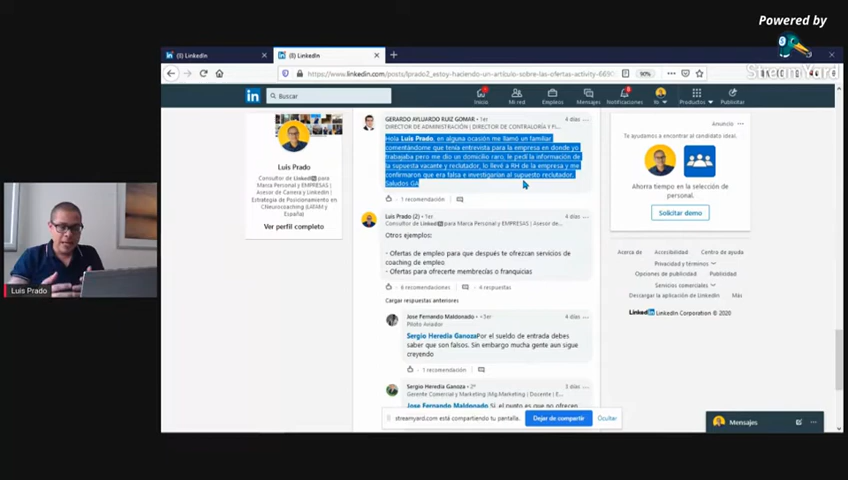 Powered by
StreamYard
(1) LinkedIn
(1) LinkedIn
https://www.linkedin.com/posts/lprado2_estoy-haciendo-un-artículo-sobre-las-ofertas-activity-669
90%
Buscar
Inicio
Mi red
Empleos
Mensajes
Notificaciones
Yo
Productos
Publicitar
Luis Prado
Consultor de LinkedIn para
Marca Personal y EMPRESAS |
Asesor de Carrera y LinkedIn |
Estrategia de Posicionamiento
en CNeurocoaching (LATAM y
España)
Ver perfil completo
GERARDO AYLUARDO RUIZ GOMAR • 1er
4 días
DIRECTOR DE ADMINISTRACIÓN | DIRECTOR DE CONTRALORÍA Y FI...
Hola Luis Prado, en alguna ocasión me llamó un familiar
comentándome que tenía entrevista para la empresa en donde yo
trabajaba pero me dio un domicilio raro, le pedí la información de
la supuesta vacante y reclutador, lo llevé a RH de la empresa y me
confirmaron que era falsa e investigarían al supuesto reclutador.
Saludos GA
1 recomendación
Luis Prado (2) • 1er
4 días
Consultor de LinkedIn para Marca Personal y EMPRESAS | Asesor de...
Otros ejemplos:
- Ofertas de empleo para que después te ofrezcan servicios de
coaching de empleo
- Ofertas para ofrecerte membrecías o franquicias
6 recomendaciones
4 respuestas
Cargar respuestas anteriores
Jose Fernando Maldonado • 3er
4 días
Piloto Aviador
Sergio Heredia Ganoza Por el sueldo de entrada debes
saber que son falsos. Sin embargo mucha gente aun sigue
creyendo
1 recomendación
Sergio Heredia Ganoza • 2º
3 días
Gerente Comercial y Marketing |Mg.Marketing | Docente | E...
Jose Fernando Maldonado Si, el punto es que no ofrecen
Anuncio
Te ayudamos a encontrar al candidato ideal.
Ahorra tiempo en la selección de
personal.
Solicitar demo
Acerca de
Accesibilidad
Centro de ayuda
Privacidad y términos
Opciones de publicidad
Publicidad
Servicios comerciales
Descargar la aplicación de LinkedIn
Más
LinkedIn
LinkedIn Corporation © 2020
streamyard.com está compartiendo tu pantalla.
Dejar de compartir
Ocultar
Mensajes
Luis Prado